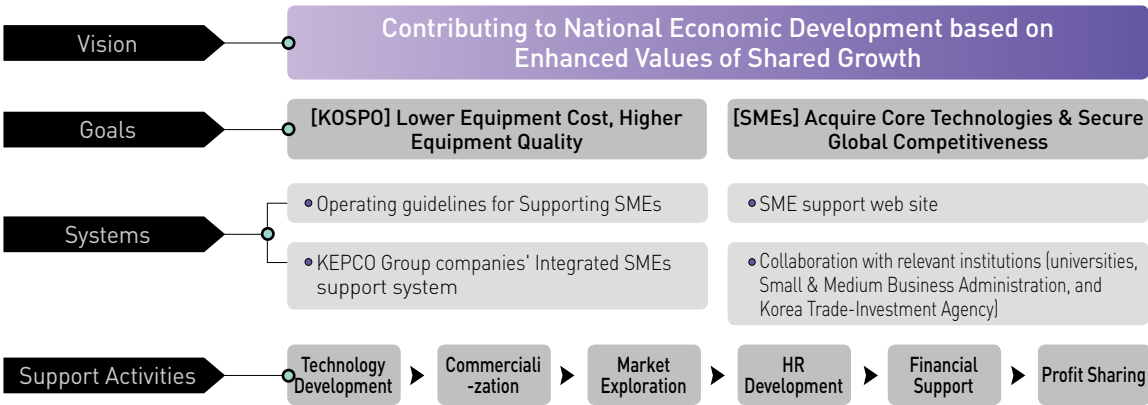 Vision
Contributing to National Economic Development based on
Enhanced Values of Shared Growth
Goals
[KOSPO] Lower Equipment Cost, Higher
Equipment Quality
[SMEs] Acquire Core Technologies & Secure
Global Competitiveness
Systems
• Operating guidelines for Supporting SMEs
• SME support web site
• KEPCO Group companies' Integrated SMEs
support system
• Collaboration with relevant institutions (universities,
Small & Medium Business Administration, and
Korea Trade-Investment Agency)
Support Activities
Technology
Development
Commerciali
-zation
Market
Exploration
HR
Development
Financial
Support
Profit Sharing